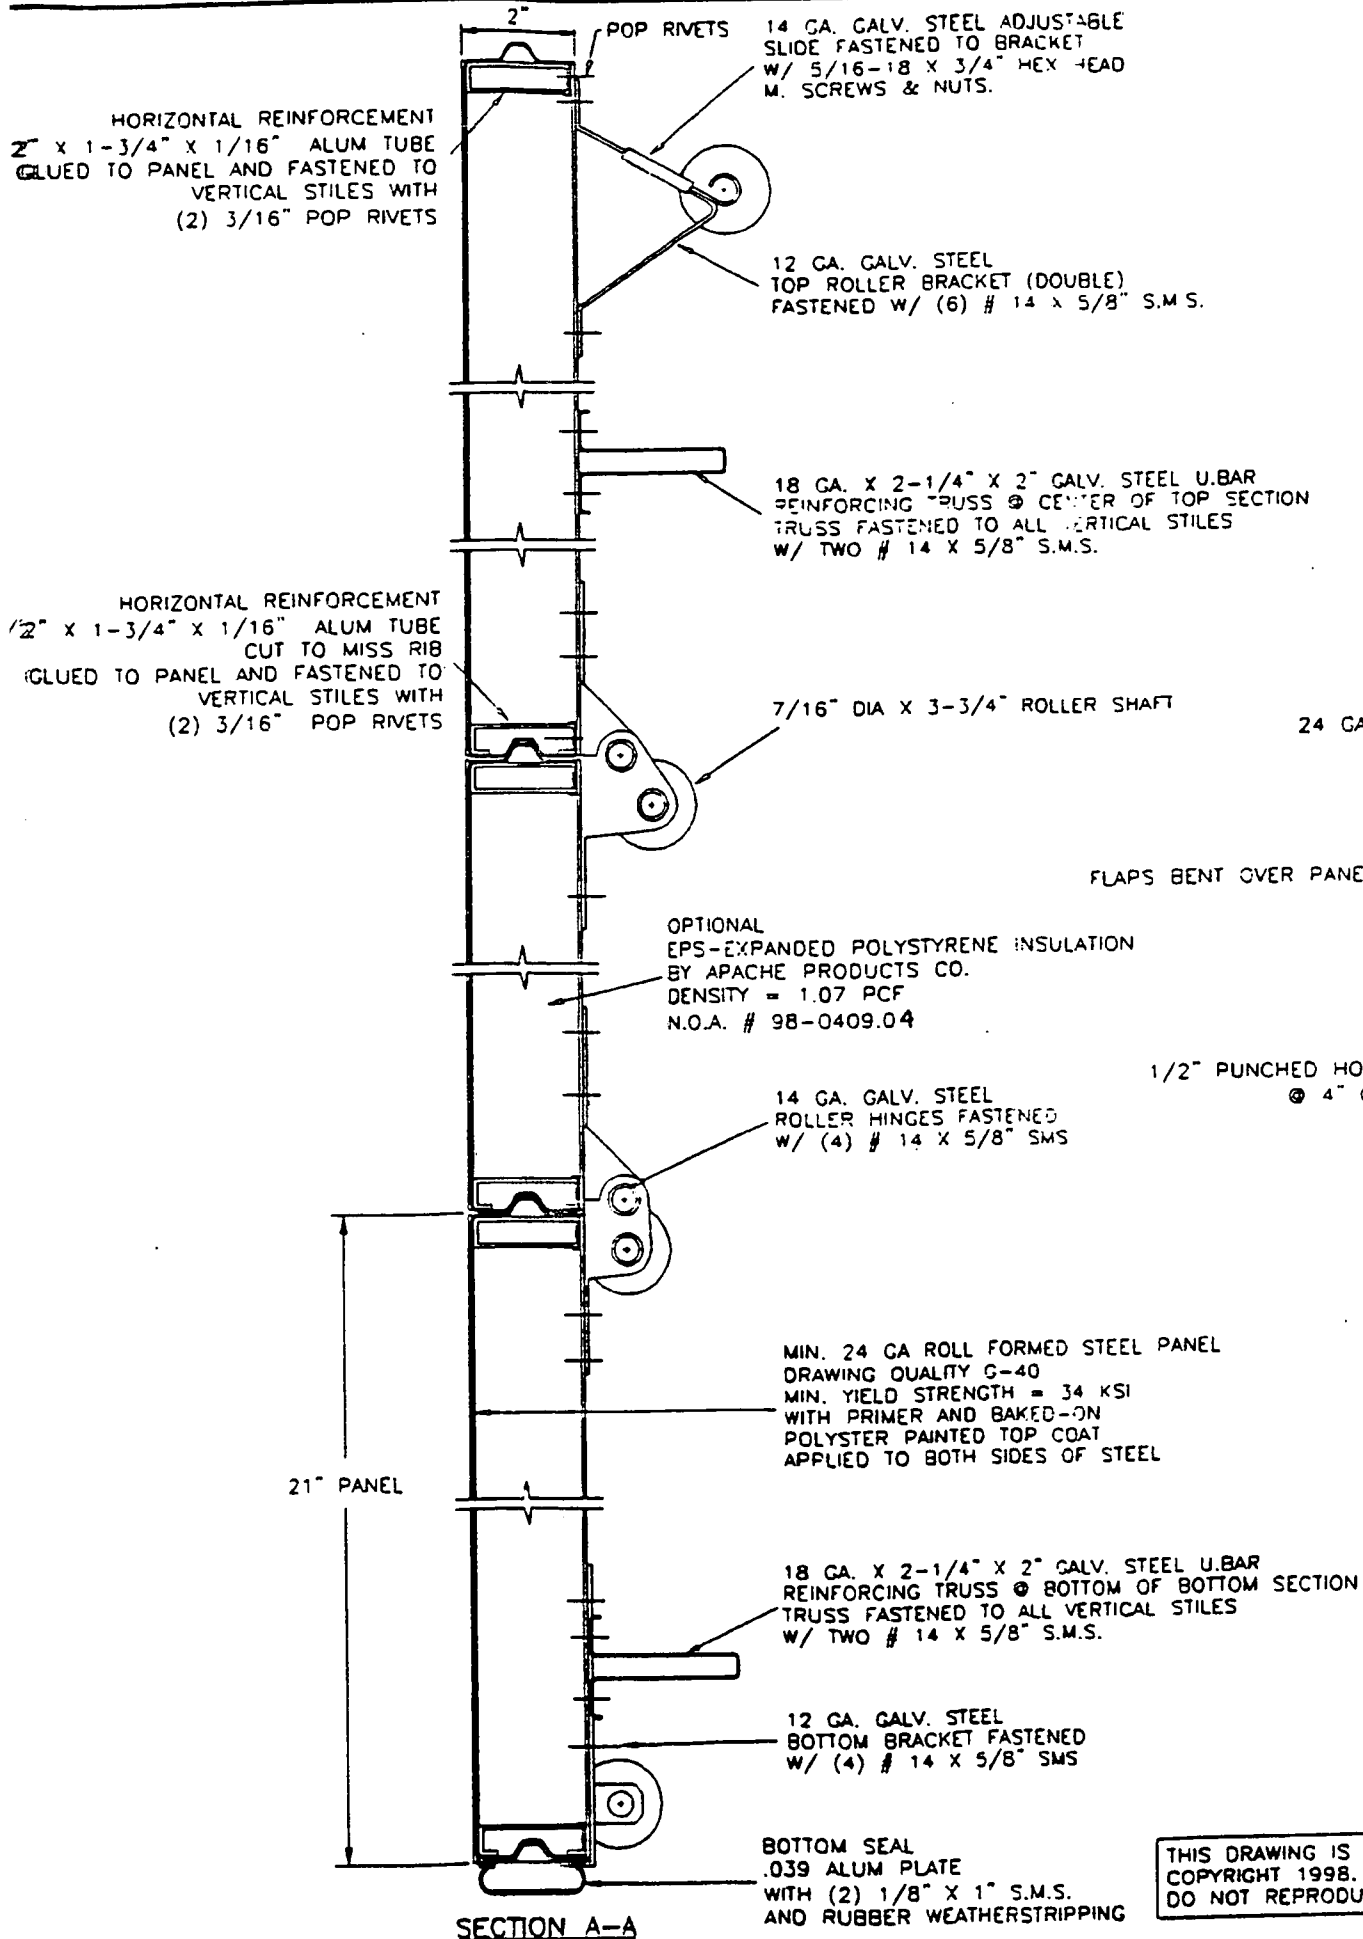 2"
POP RIVETS
14 GA. GALV. STEEL ADJUSTABLE
SLIDE FASTENED TO BRACKET
W/ 5/16-18 X 3/4" HEX HEAD
M. SCREWS & NUTS.
HORIZONTAL REINFORCEMENT
2" X 1-3/4" X 1/16" ALUM TUBE
GLUED TO PANEL AND FASTENED TO
VERTICAL STILES WITH
(2) 3/16" POP RIVETS
12 GA. GALV. STEEL
TOP ROLLER BRACKET (DOUBLE)
FASTENED W/ (6) # 14 X 5/8" S.M S.
18 GA. X 2-1/4" X 2" GALV. STEEL U.BAR
REINFORCING TRUSS @ CENTER OF TOP SECTION
TRUSS FASTENED TO ALL VERTICAL STILES
W/ TWO # 14 X 5/8" S.M.S.
HORIZONTAL REINFORCEMENT
/2" X 1-3/4" X 1/16" ALUM TUBE
CUT TO MISS RIB
GLUED TO PANEL AND FASTENED TO
VERTICAL STILES WITH
(2) 3/16" POP RIVETS
7/16" DIA X 3-3/4" ROLLER SHAFT
24 GA
FLAPS BENT OVER PANE
OPTIONAL
EPS-EXPANDED POLYSTYRENE INSULATION
BY APACHE PRODUCTS CO.
DENSITY = 1.07 PCF
N.O.A. # 98-0409.04
1/2" PUNCHED HO
@ 4"
14 GA. GALV. STEEL
ROLLER HINGES FASTENED
W/ (4) # 14 X 5/8" SMS
MIN. 24 GA ROLL FORMED STEEL PANEL
DRAWING QUALITY G-40
MIN. YIELD STRENGTH = 34 KSI
WITH PRIMER AND BAKED-ON
POLYSTER PAINTED TOP COAT
APPLIED TO BOTH SIDES OF STEEL
21" PANEL
18 GA. X 2-1/4" X 2" GALV. STEEL U.BAR
REINFORCING TRUSS @ BOTTOM OF BOTTOM SECTION
TRUSS FASTENED TO ALL VERTICAL STILES
W/ TWO # 14 X 5/8" S.M.S.
12 GA. GALV. STEEL
BOTTOM BRACKET FASTENED
W/ (4) # 14 X 5/8" SMS
BOTTOM SEAL
.039 ALUM PLATE
WITH (2) 1/8" X 1" S.M.S.
AND RUBBER WEATHERSTRIPPING
THIS DRAWING IS
COPYRIGHT 1998.
DO NOT REPRODU
SECTION A-A